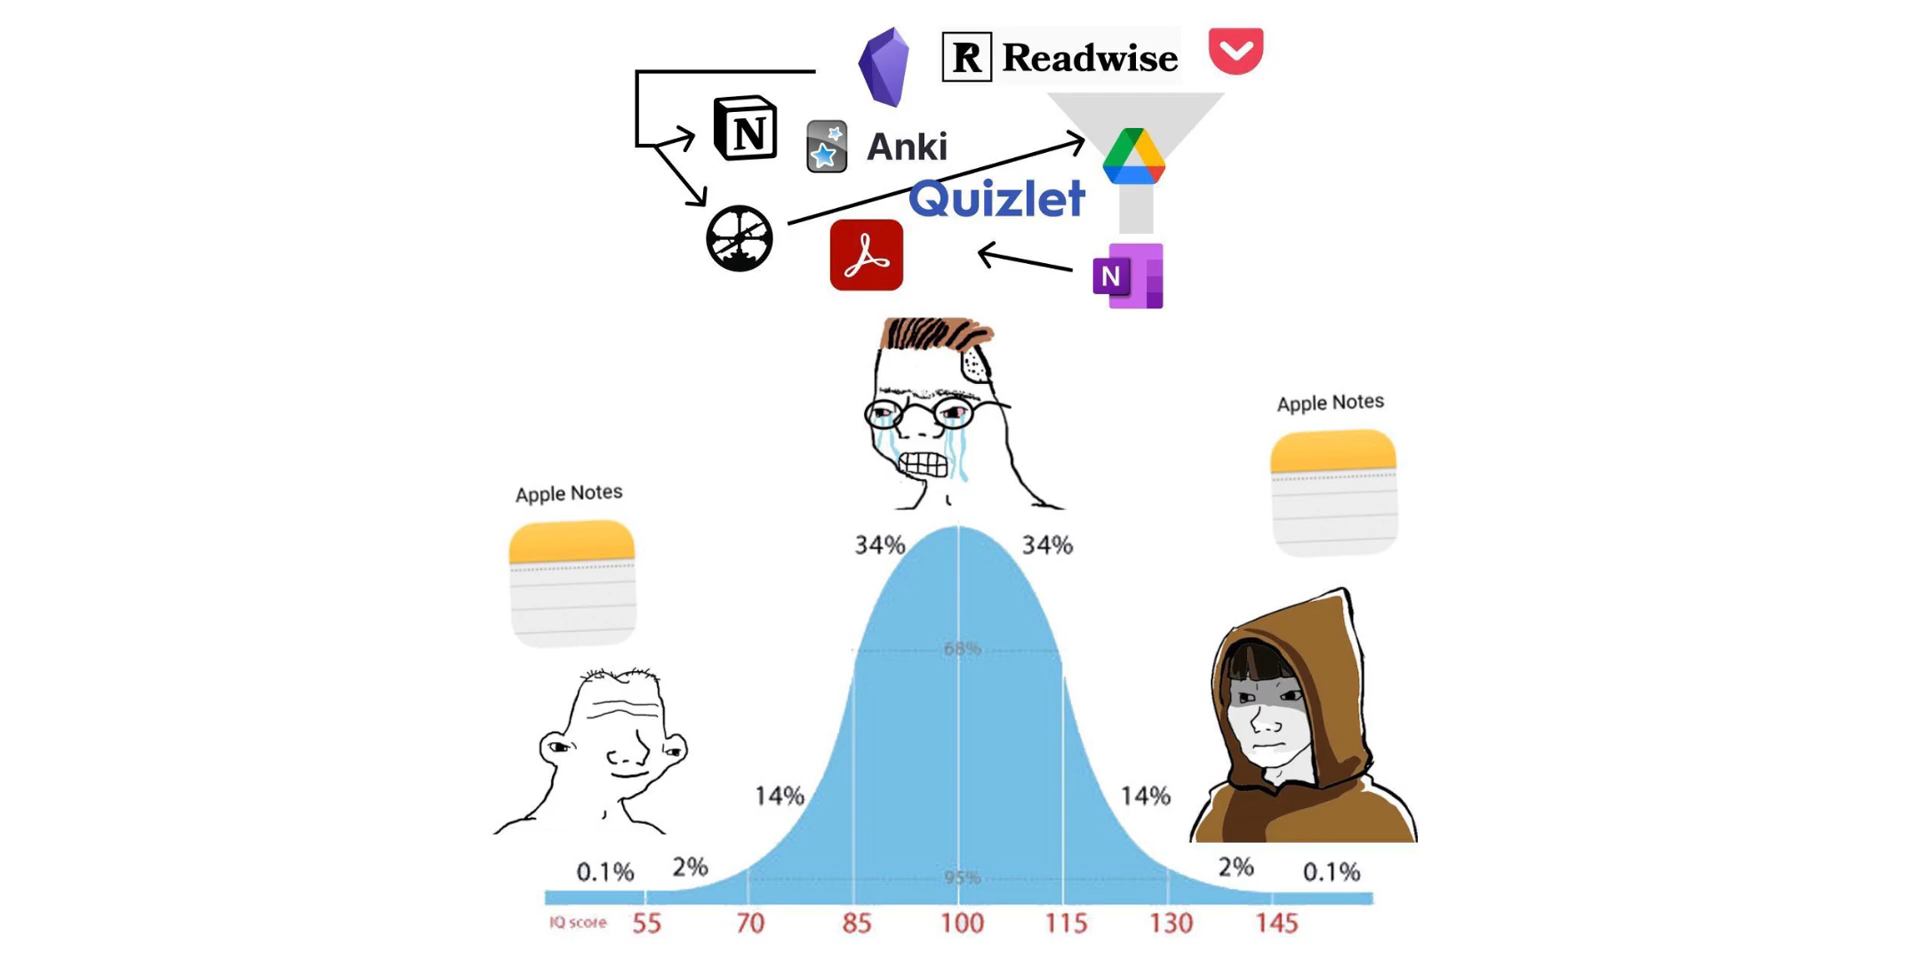 R Readwise
N
Anki
Quizlet
N
Apple Notes
Apple Notes
34%
34%
68%
14%
14%
0.1%
2%
95%
2%
0.1%
IQ score
55
70
85
100
115
130
145